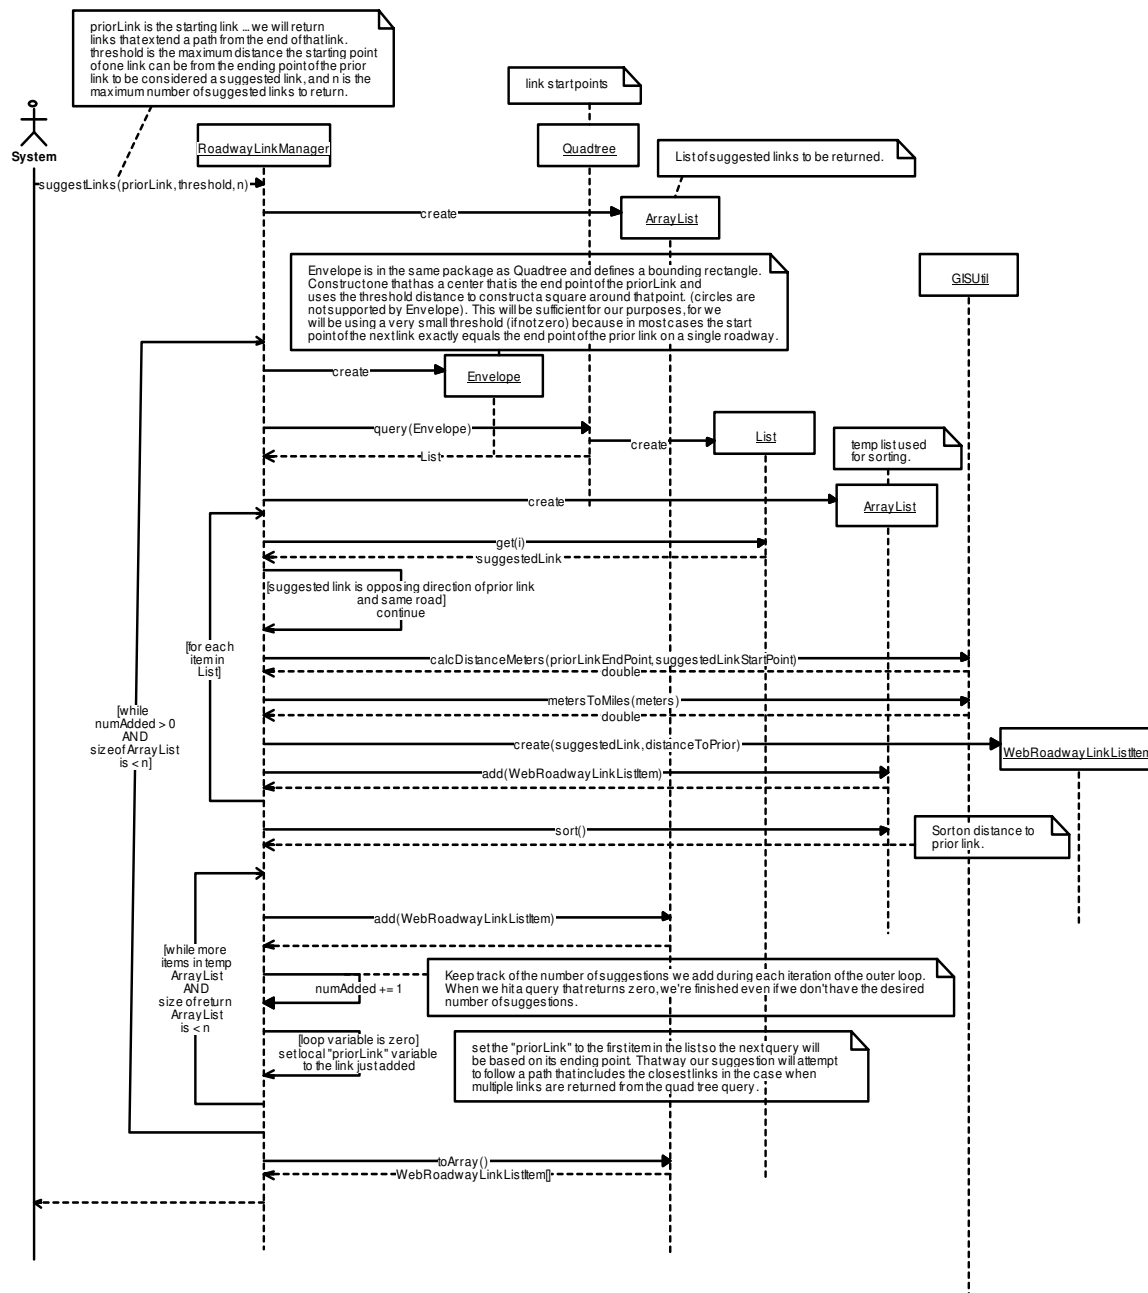 priorLink is the starting link ... we will return
links that extend a path from the end of that link.
threshold is the maximum distance the starting point
of one link can be from the ending point of the prior
link to be considered a suggested link, and n is the
maximum number of suggested links to return.
link start points
System
RoadwayLinkManager
Quadtree
List of suggested links to be returned.
suggestLinks(priorLink,threshold,n)
create
ArrayList
Envelope is in the same package as Quadtree and defines a bounding rectangle.
Construct one that has a center that is the end point of the priorLink and
uses the threshold distance to construct a square around that point. (circles are
not supported by Envelope). This will be sufficient for our purposes, for we
will be using a very small threshold (if not zero) because in most cases the start
point of the next link exactly equals the end point of the prior link on a single roadway.
GISUtil
create
Envelope
query(Envelope)
create
List
List
temp list used
for sorting.
create
ArrayList
get(i)
suggestedLink
[suggested link is opposing direction of prior link
and same road]
continue
[for each
item in
List]
calcDistanceMeters(priorLinkEndPoint,suggestedLinkStartPoint)
double
metersToMiles(meters)
double
[while
numAdded > 0
AND
size of ArrayList
is < n]
create(suggestedLink,distanceToPrior)
WebRoadwayLinkListItem
add(WebRoadwayLinkListItem)
sort()
Sort on distance to
prior link.
add(WebRoadwayLinkListItem)
[while more
items in temp
ArrayList
AND
size of return
ArrayList
is < n
numAdded += 1
Keep track of the number of suggestions we add during each iteration of the outer loop.
When we hit a query that returns zero, we're finished even if we don't have the desired
number of suggestions.
[loop variable is zero]
set local "priorLink" variable
to the link just added
set the "priorLink" to the first item in the list so the next query will
be based on its ending point. That way our suggestion will attempt
to follow a path that includes the closest links in the case when
multiple links are returned from the quad tree query.
toArray()
WebRoadwayLinkListItem[]